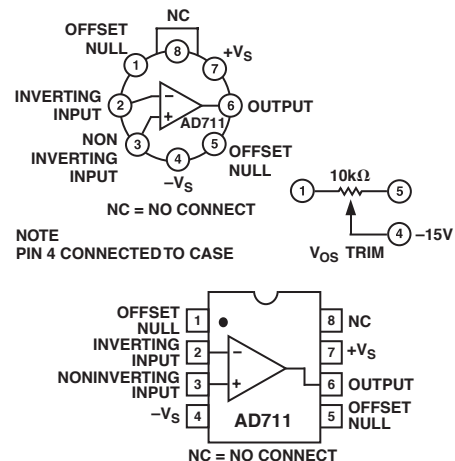 NC
OFFSET
NULL
8
1
7
+VS
INVERTING
INPUT
2
−
6
OUTPUT
+
AD711
NON
INVERTING
INPUT
3
5
OFFSET
NULL
4
−VS
NC = NO CONNECT
10kΩ
1
5
4
−15V
VOS TRIM
NOTE
PIN 4 CONNECTED TO CASE
OFFSET
NULL
1
8
NC
INVERTING
INPUT
2
−
7
+VS
NONINVERTING
INPUT
3
+
6
OUTPUT
−VS
4
AD711
5
OFFSET
NULL
NC = NO CONNECT